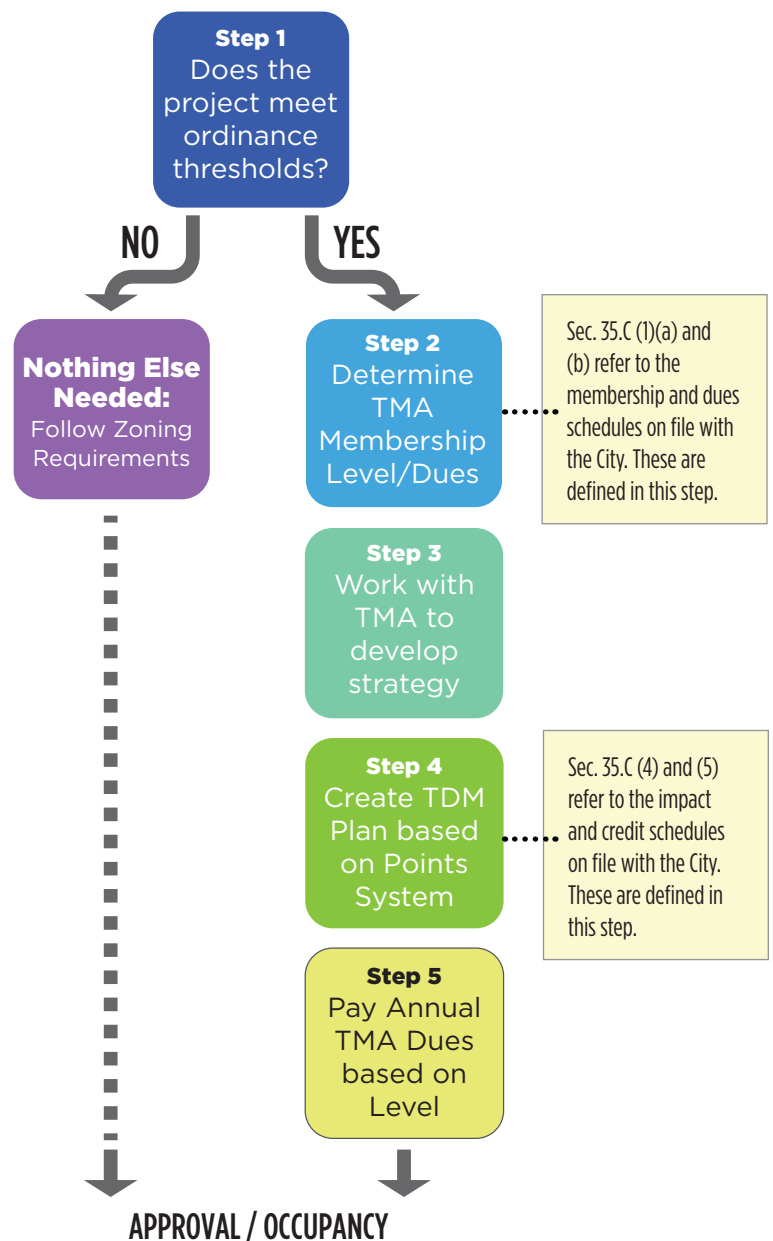 Step 1
Does the
project meet
ordinance
thresholds?
NO
YES
Nothing Else
Needed:
Follow Zoning
Requirements
Step 2
Determine
TMA
Membership
Level/Dues
Sec. 35.C (1)(a) and
(b) refer to the
membership and dues
schedules on file with
the City. These are
defined in this step.
Step 3
Work with
TMA to
develop
strategy
Step 4
Create TDM
Plan based
on Points
System
Sec. 35.C (4) and (5)
refer to the impact
and credit schedules
on file with the City.
These are defined in
this step.
Step 5
Pay Annual
TMA Dues
based on
Level
APPROVAL / OCCUPANCY